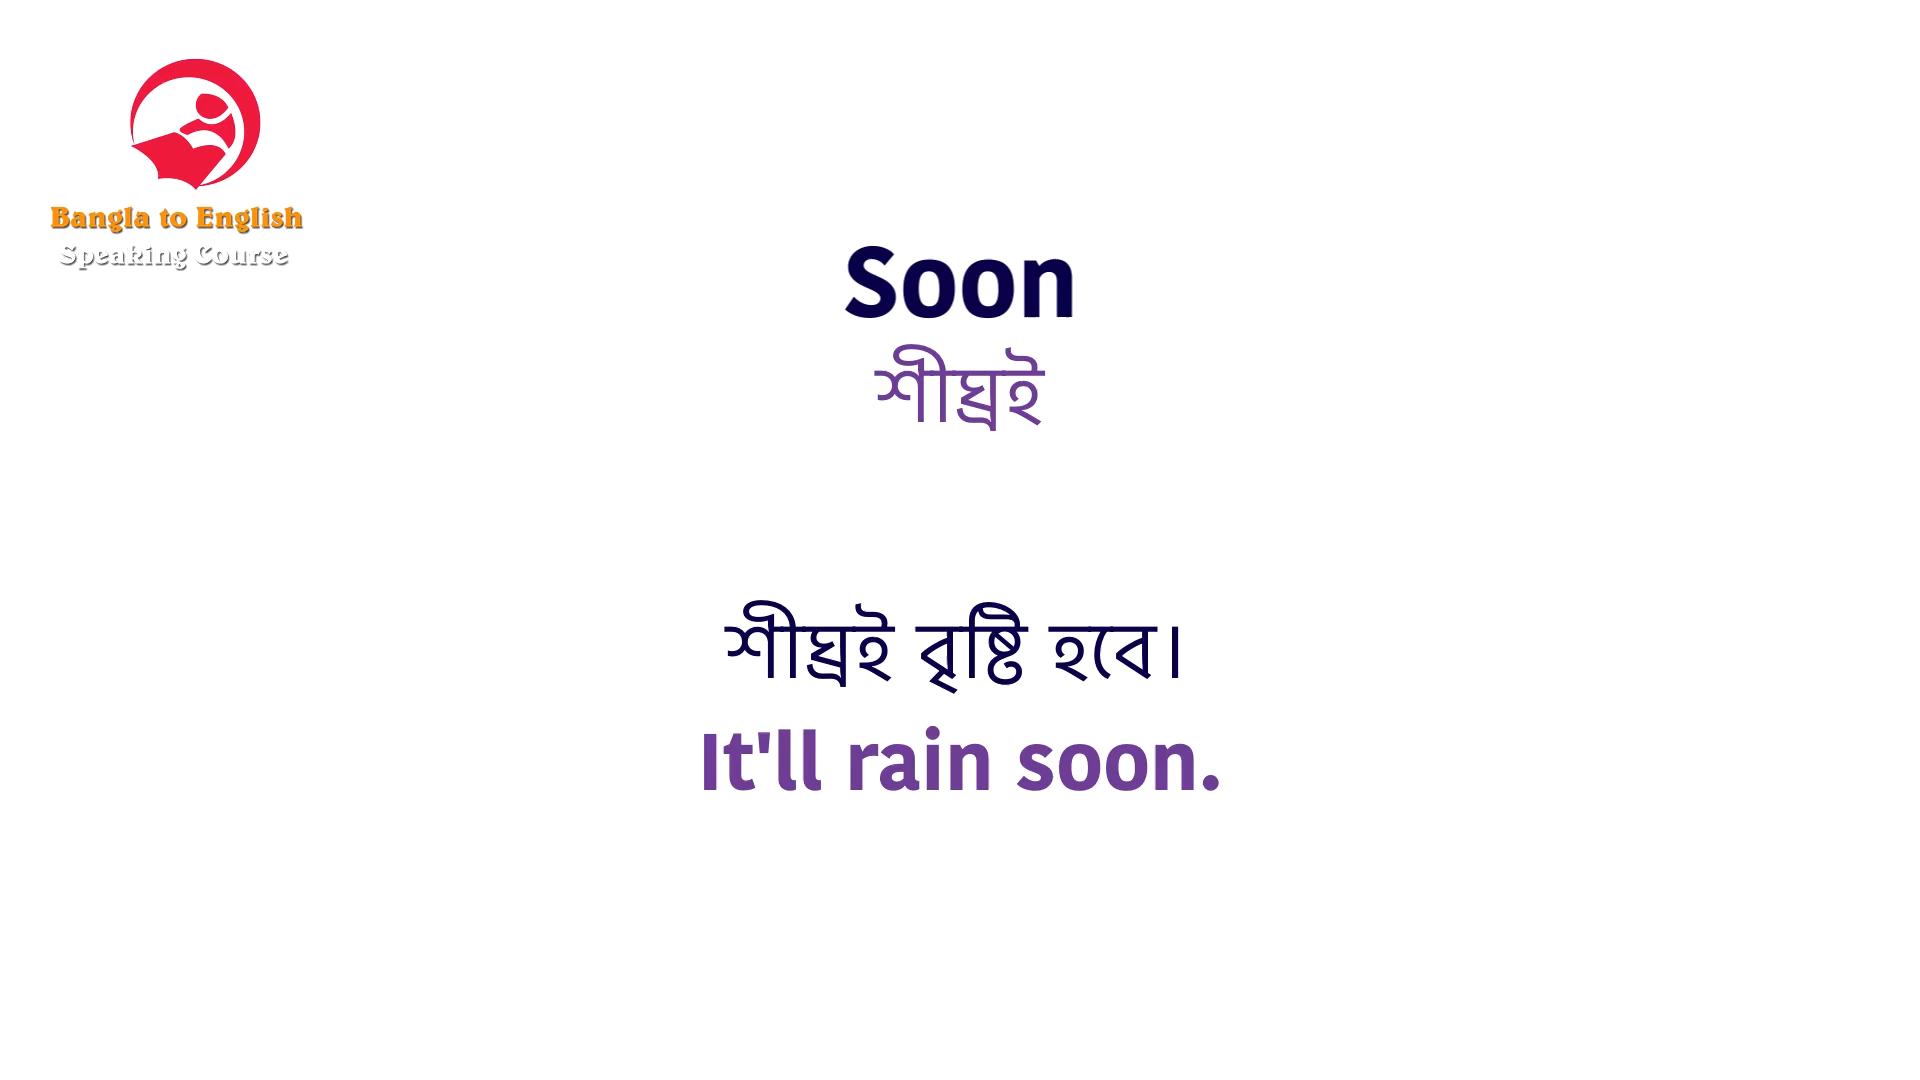 Bangla to English
Speaking Course
Soon
শীঘ্রই
শীঘ্রই বৃষ্টি হবে।
It'll rain soon.